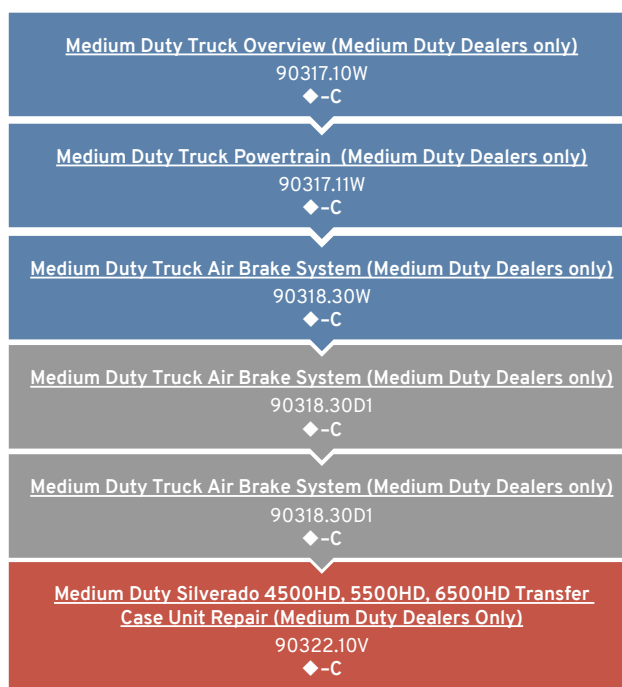 Medium Duty Truck Overview (Medium Duty Dealers only)
90317.10W
◆–C
Medium Duty Truck Powertrain (Medium Duty Dealers only)
90317.11W
◆–C
Medium Duty Truck Air Brake System (Medium Duty Dealers only)
90318.30W
◆–C
Medium Duty Truck Air Brake System (Medium Duty Dealers only)
90318.30D1
◆–C
Medium Duty Truck Air Brake System (Medium Duty Dealers only)
90318.30D1
◆–C
Medium Duty Silverado 4500HD, 5500HD, 6500HD Transfer
Case Unit Repair (Medium Duty Dealers Only)
90322.10V
◆–C